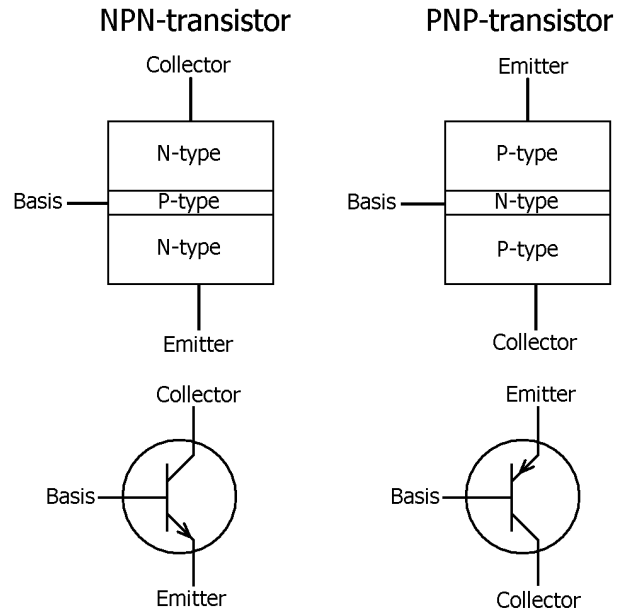 NPN-transistor
Collector
N-type
Basis
P-type
N-type
Emitter
Collector
Basis
Emitter
PNP-transistor
Emitter
P-type
Basis
N-type
P-type
Collector
Emitter
Basis
Collector